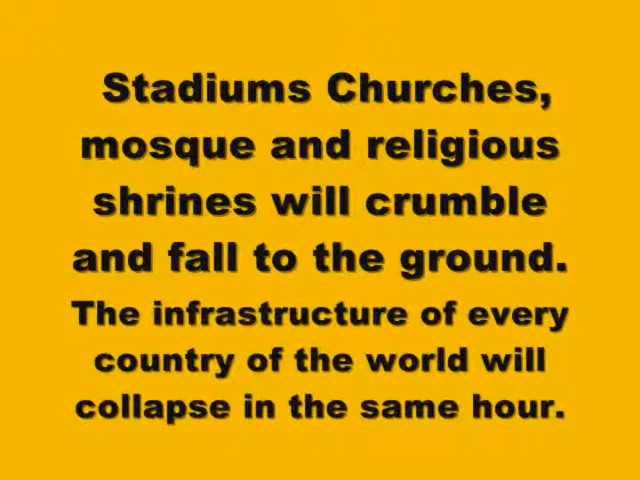 Stadiums Churches,
mosque and religious
shrines will crumble
and fall to the ground.
The infrastructure of every
country of the world will
collapse in the same hour.